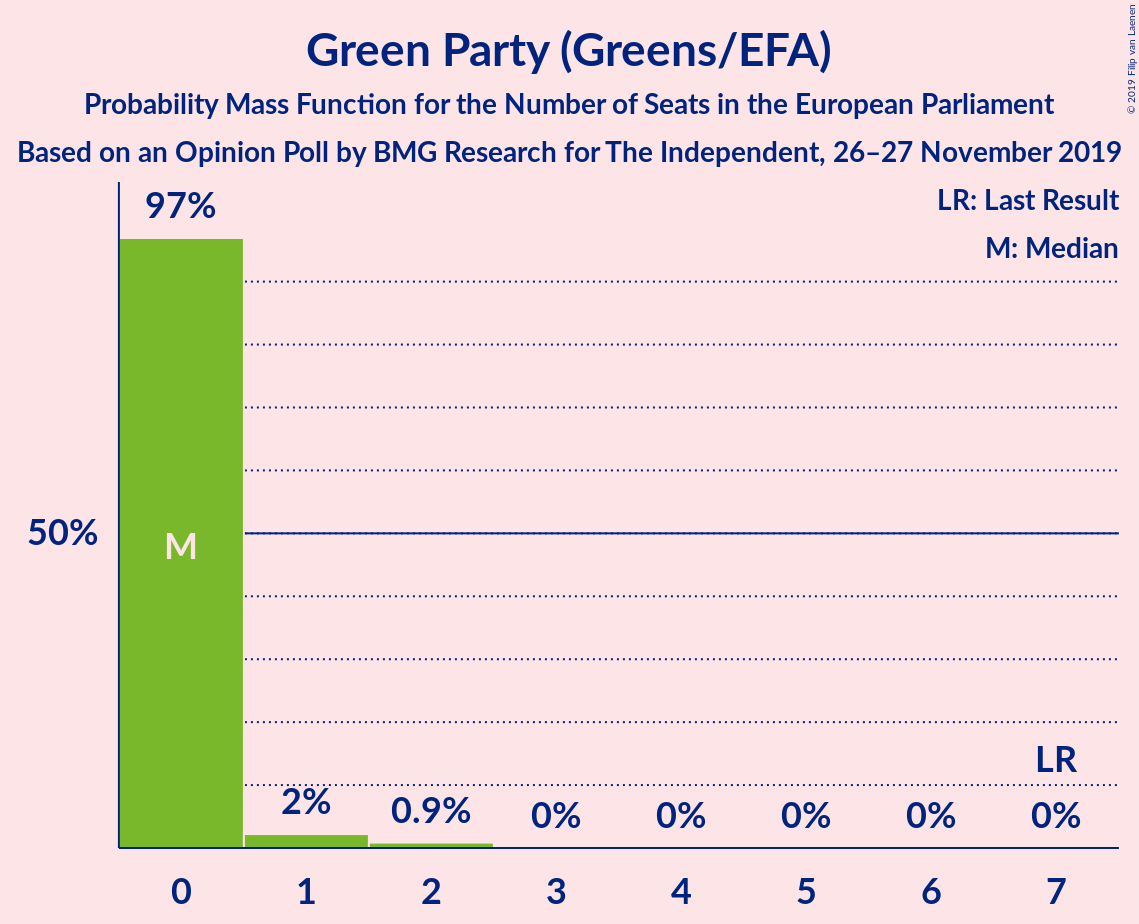 Green Party (Greens/EFA)
Probability Mass Function for the Number of Seats in the European Parliament
Based on an Opinion Poll by BMG Research for The Independent, 26–27 November 2019
© 2019 Filip van Laenen
LR: Last Result
M: Median
97%
50%
M
LR
2%
0.9%
0%
0%
0%
0%
0%
0
1
2
3
4
5
6
7